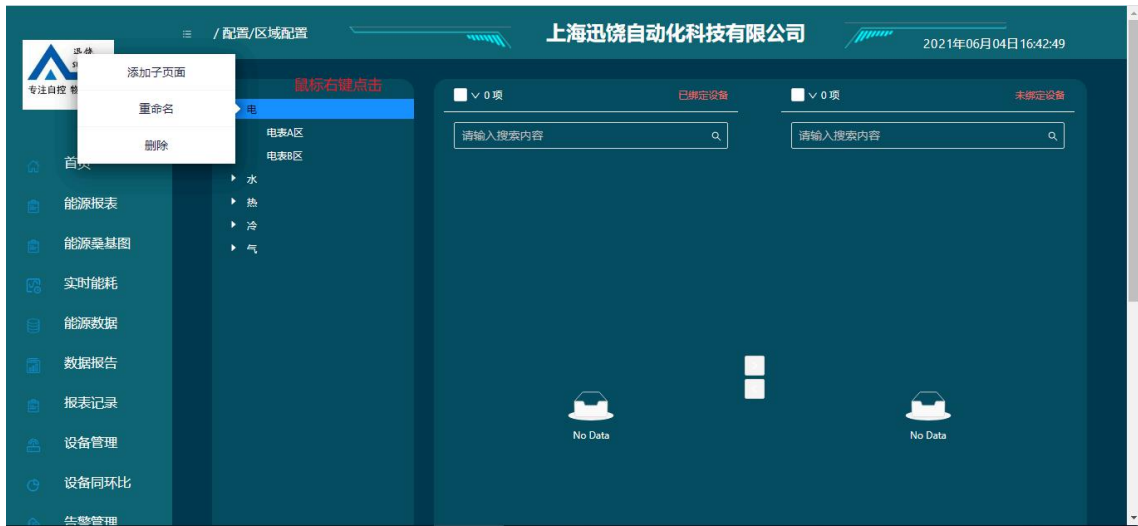 / 配置/区域配置
上海迅饶自动化科技有限公司
2021年06月04日16:42:49
迅饶
专注自控 物
添加子页面
重命名
删除
鼠标右键点击
电
电表A区
电表B区
水
热
冷
气
0 项
已绑定设备
请输入搜索内容
No Data
0 项
未绑定设备
请输入搜索内容
No Data
首页
能源报表
能源桑基图
实时能耗
能源数据
数据报告
报表记录
设备管理
设备同环比
告警管理